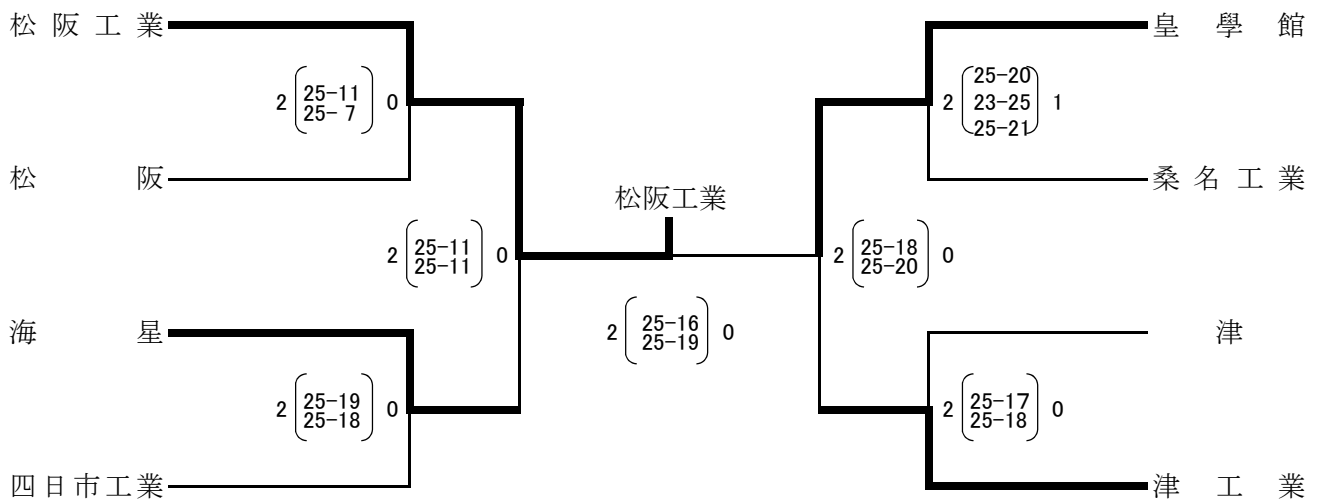 松阪工業
2 25-11 0
25- 7
松阪
2 25-11 0
25-11
海星
2 25-19 0
25-18
四日市工業
松阪工業
2 25-16 0
25-19
皇學館
25-20
2 23-25 1
25-21
桑名工業
2 25-18 0
25-20
津
2 25-17 0
25-18
津工業